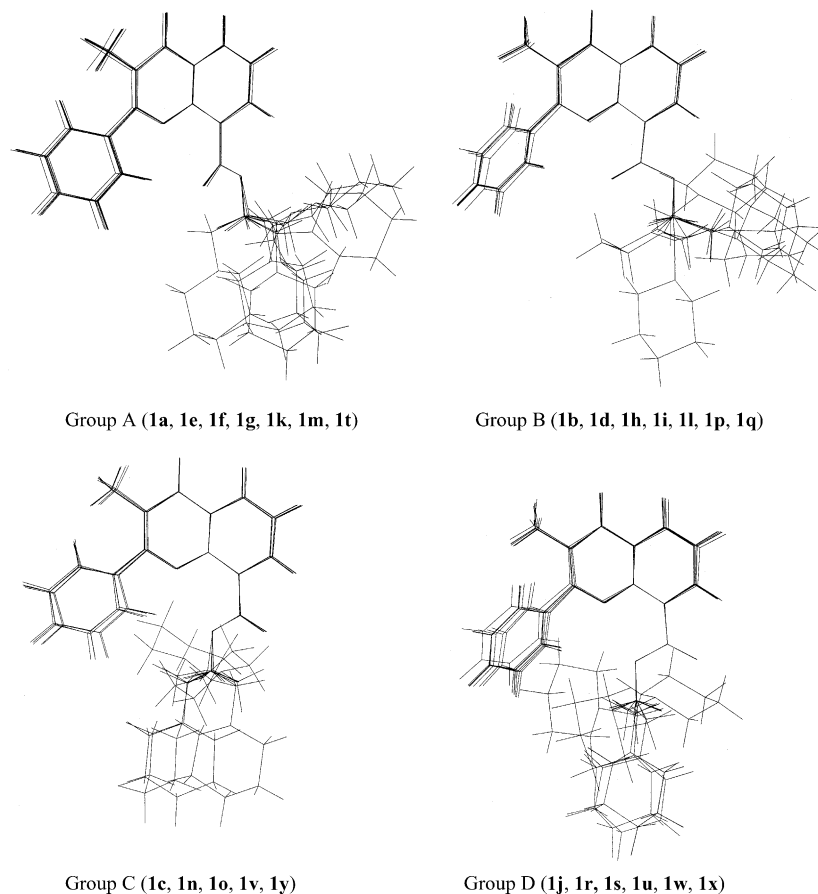 Group A (1a, 1e, 1f, 1g, 1k, 1m, 1t)
Group B (1b, 1d, 1h, 1i, 1l, 1p, 1q)
Group C (1c, 1n, 1o, 1v, 1y)
Group D (1j, 1r, 1s, 1u, 1w, 1x)